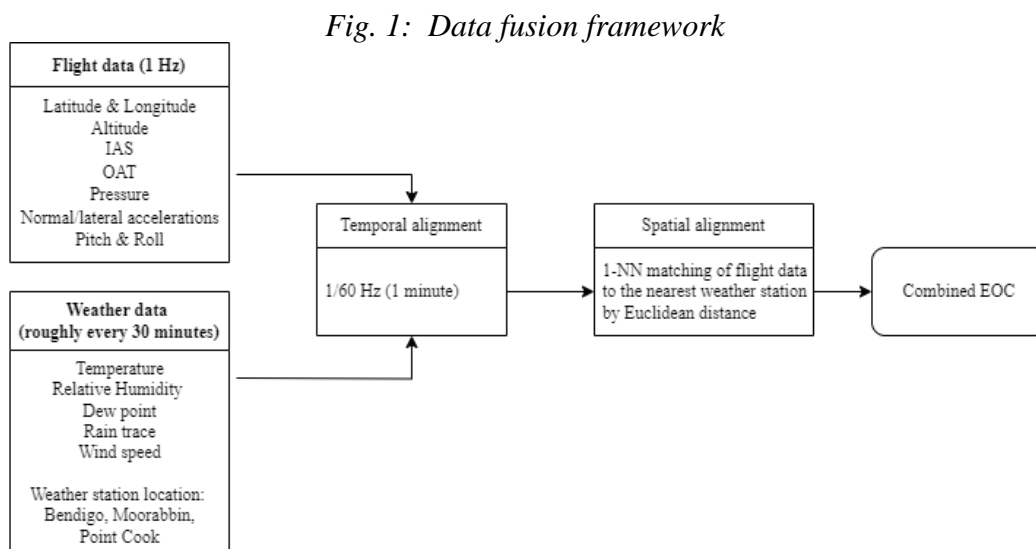 Fig. 1: Data fusion framework
Flight data (1 Hz)
Latitude & Longitude
Altitude
IAS
OAT
Pressure
Normal/lateral accelerations
Pitch & Roll
Weather data
(roughly every 30 minutes)
Temperature
Relative Humidity
Dew point
Rain trace
Wind speed
Weather station location:
Bendigo, Moorabbin,
Point Cook
Temporal alignment
1/60 Hz (1 minute)
Spatial alignment
1-NN matching of flight data
to the nearest weather station
by Euclidean distance
Combined EOC